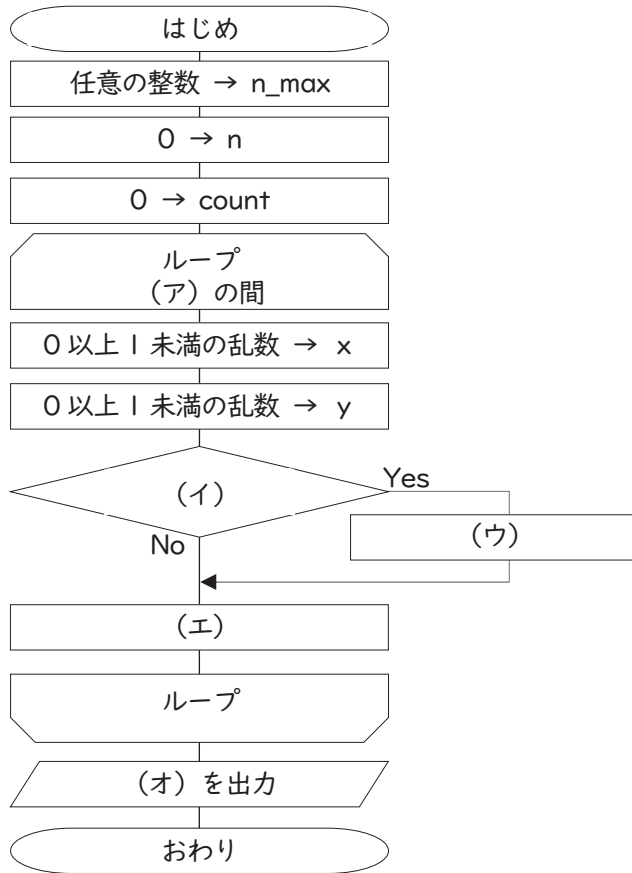 はじめ
任意の整数 → n_max
0 → n
0 → count
ループ
(ア)の間
0以上1未満の乱数 → x
0以上1未満の乱数 → y
(イ)
Yes
(ウ)
No
(エ)
ループ
(オ)を出力
おわり